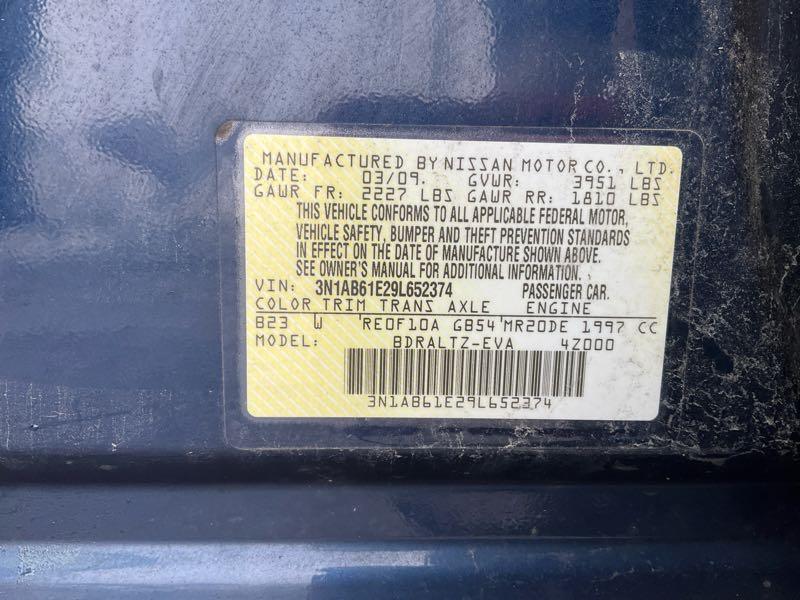 MANUFACTURED BY NISSAN MOTOR CO., LTD.
DATE: 03/09. GVWR: 3951 LBS
GAWR FR: 2227 LBS GAWR RR: 1810 LBS
THIS VEHICLE CONFORMS TO ALL APPLICABLE FEDERAL MOTOR,
VEHICLE SAFETY, BUMPER AND THEFT PREVENTION STANDARDS
IN EFFECT ON THE DATE OF MANUFACTURE SHOWN ABOVE.
SEE OWNER'S MANUAL FOR ADDITIONAL INFORMATION.
VIN: 3N1AB61E29L652374 PASSENGER CAR.
COLOR TRIM TRANS AXLE ENGINE
B23 W 'RE0F10A GB54'MR20DE 1997 CC
MODEL: BDRALTZ-EVA 4Z000
3N1AB61E29L652374